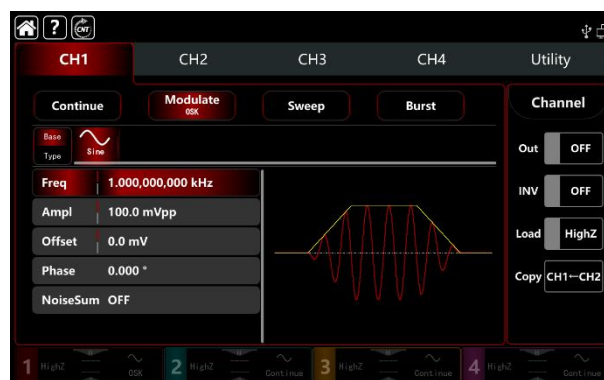 ? CNT
CH1 CH2 CH3 CH4 Utility
Continue Modulate Sweep Burst Channel
OSK
Base
Type Sine
Out OFF
Freq 1.000,000,000 kHz
INV OFF
Ampl 100.0 mVpp
Load HighZ
Offset 0.0 mV
Phase 0.000 °
Copy CH1←CH2
NoiseSum OFF
1 HighZ OSK 2 HighZ Continue 3 HighZ Continue 4 HighZ Continue